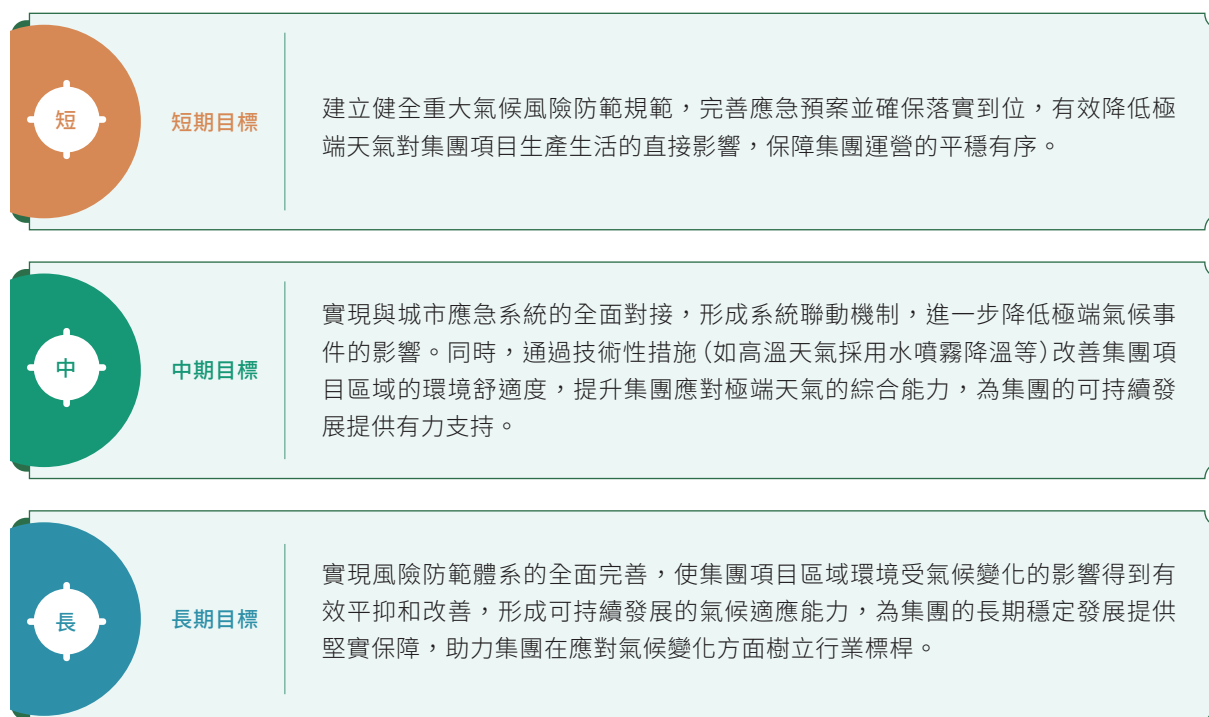 短
短期目標
建立健全重大氣候風險防範規範，完善應急預案並確保落實到位，有效降低極
端天氣對集團項目生產生活的直接影響，保障集團運營的平穩有序。
中
中期目標
實現與城市應急系統的全面對接，形成系統聯動機制，進一步降低極端氣候事
件的影響。同時，通過技術性措施(如高溫天氣採用水噴霧降溫等)改善集團項
目區域的環境舒適度，提升集團應對極端天氣的綜合能力，為集團的可持續發
展提供有力支持。
長
長期目標
實現風險防範體系的全面完善，使集團項目區域環境受氣候變化的影響得到有
效平抑和改善，形成可持續發展的氣候適應能力，為集團的長期穩定發展提供
堅實保障，助力集團在應對氣候變化方面樹立行業標桿。